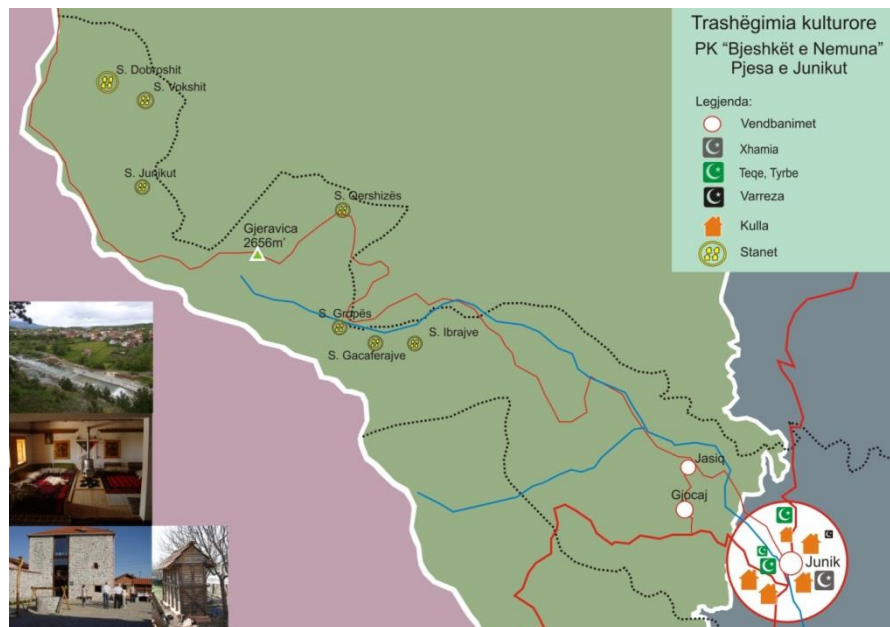 Trashëgimia kulturore
PK “Bjeshkët e Nemuna”
Pjesa e Junikut
Legjenda:
Vendbanimet
Xhamia
Teqe, Tyrbe
Varreza
Kulla
Stanet
S. Dobroshit
S. Vokshit
S. Junikut
S. Qershizës
Gjeravica
2656m’
S. Gropës
S. Gacaferajve
S. Ibrajve
Jasiq
Gjocaj
Junik